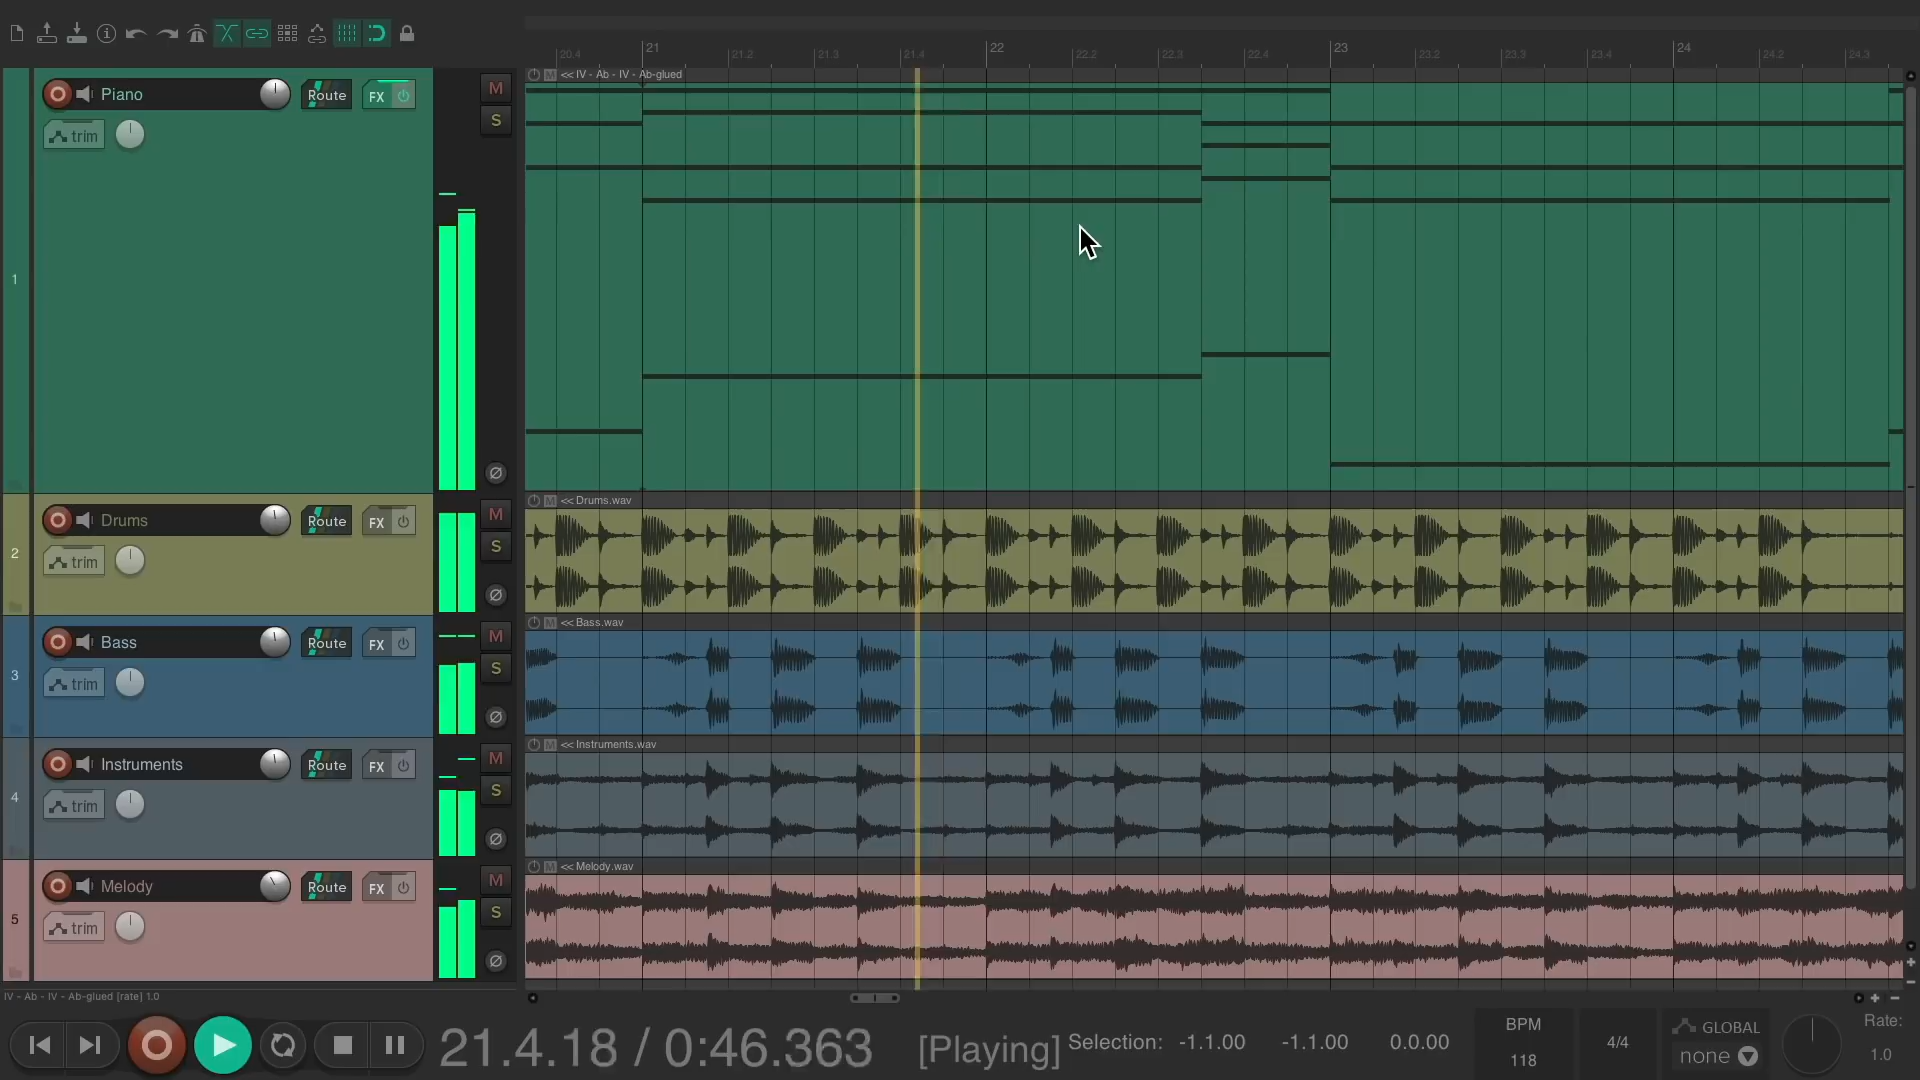 20.4 21 21.2 21.3 21.4 22 22.2 22.3 22.4 23 23.2 23.3 23.4 24 24.2 24.3
1 Piano Route FX M S
trim
<< IV - Ab - IV - Ab-glued
2 Drums Route FX M S
trim
M << Drums.wav
3 Bass Route FX M S
trim
M << Bass.wav
4 Instruments Route FX M S
trim
M << Instruments.wav
5 Melody Route FX M S
trim
M << Melody.wav
IV - Ab - IV - Ab-glued [rate] 1.0
21.4.18 / 0:46.363 [Playing] Selection: -1.1.00 -1.1.00 0.0.00
BPM
118
4/4
GLOBAL
none
Rate:
1.0